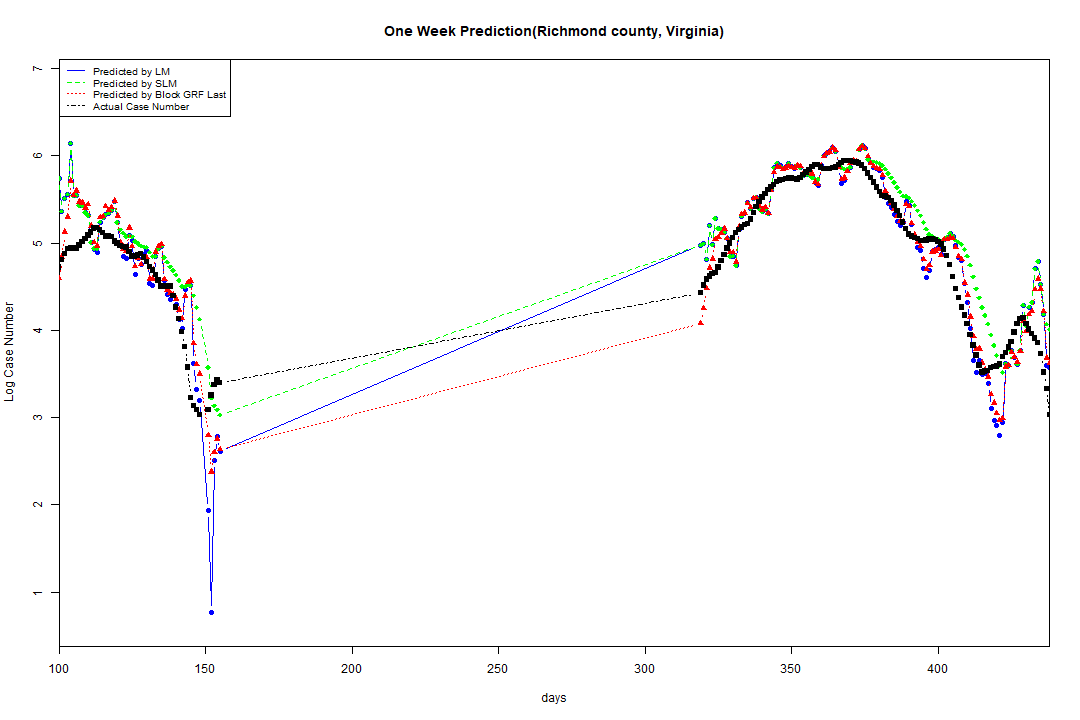 One Week Prediction(Richmond county, Virginia)
7
Predicted by LM
Predicted by SLM
Predicted by Block GRF Last
Actual Case Number
6
5
4
3
2
1
Log Case Number
100 150 200 250 300 350 400
days